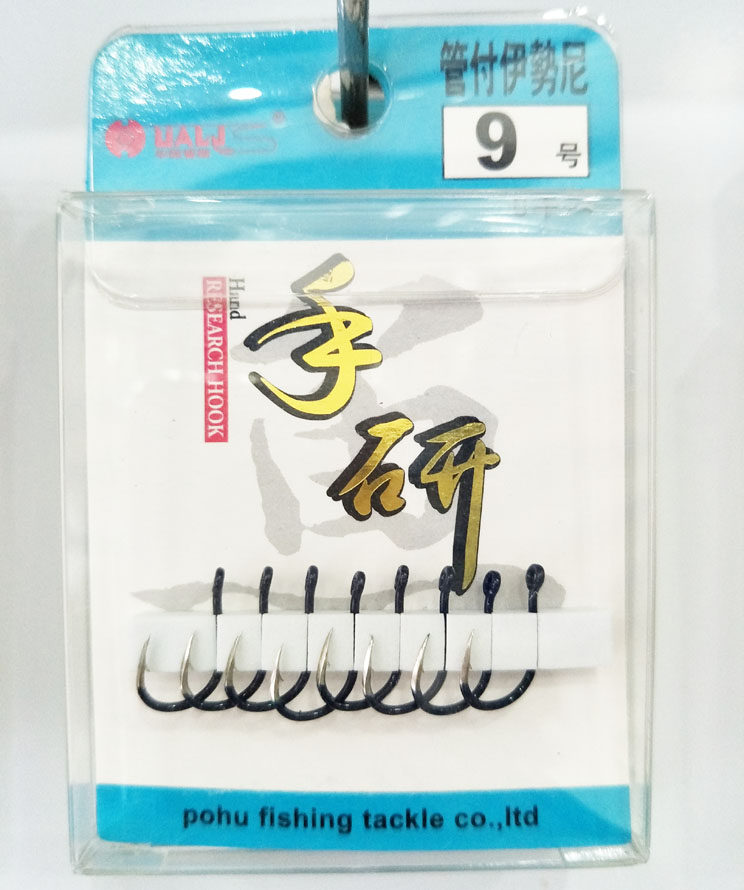 管付伊勢尼
9号
Hand
RESEARCH HOOK
手研
pohu fishing tackle co.,ltd